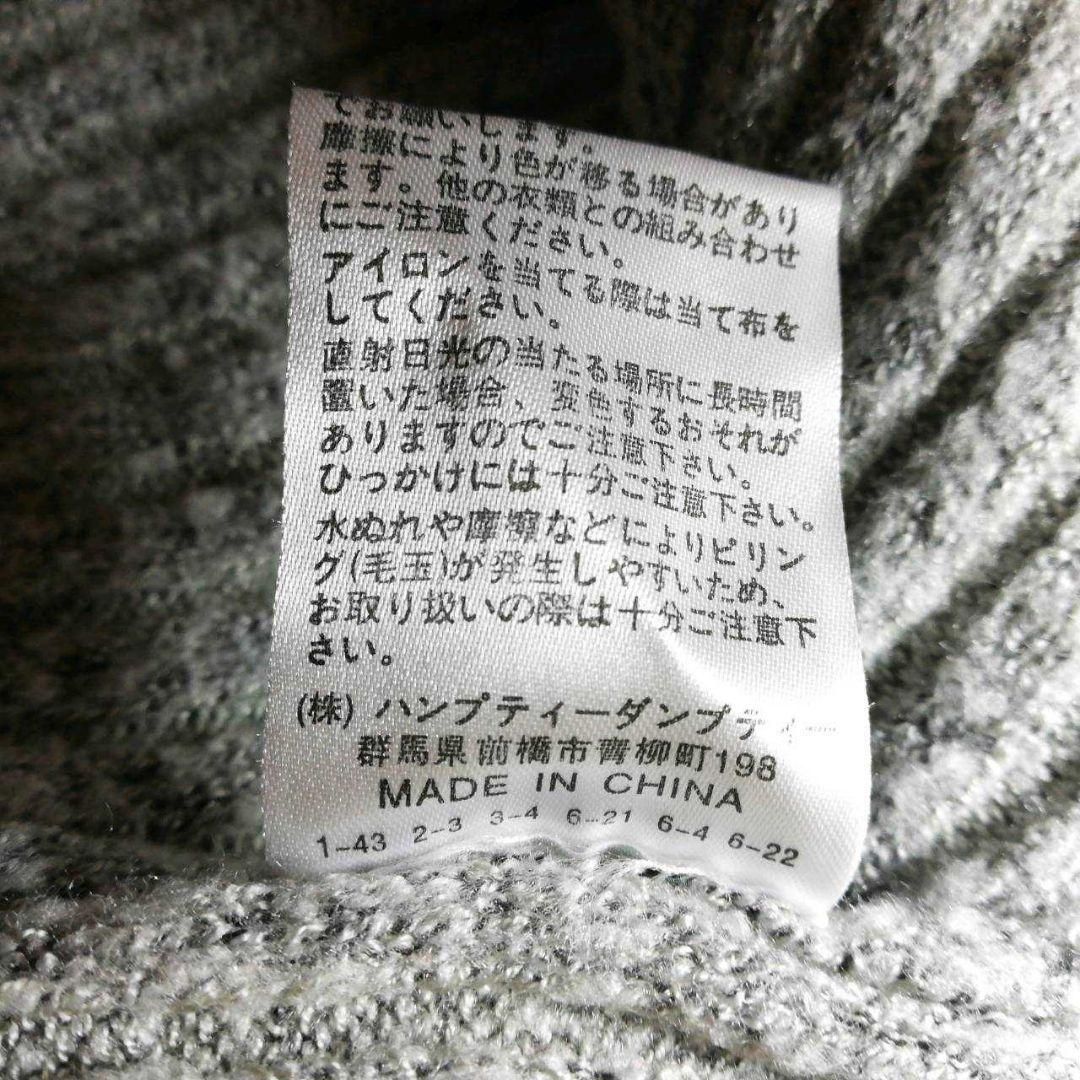 でお願いします。
摩擦により色が移る場合があり
ます。他の衣類との組み合わせ
にご注意ください。
アイロンを当てる際は当て布を
してください。
直射日光の当たる場所に長時間
置いた場合、変色するおそれが
ありますのでご注意下さい。
ひっかけには十分ご注意下さい。
水ぬれや摩擦などによりピリン
グ(毛玉)が発生しやすいため、
お取り扱いの際は十分ご注意下
さい。
(株) ハンプティーダンプティー
群馬県前橋市青柳町198
MADE IN CHINA
1-43 2-3 3-4 6-21 6-4 6-22